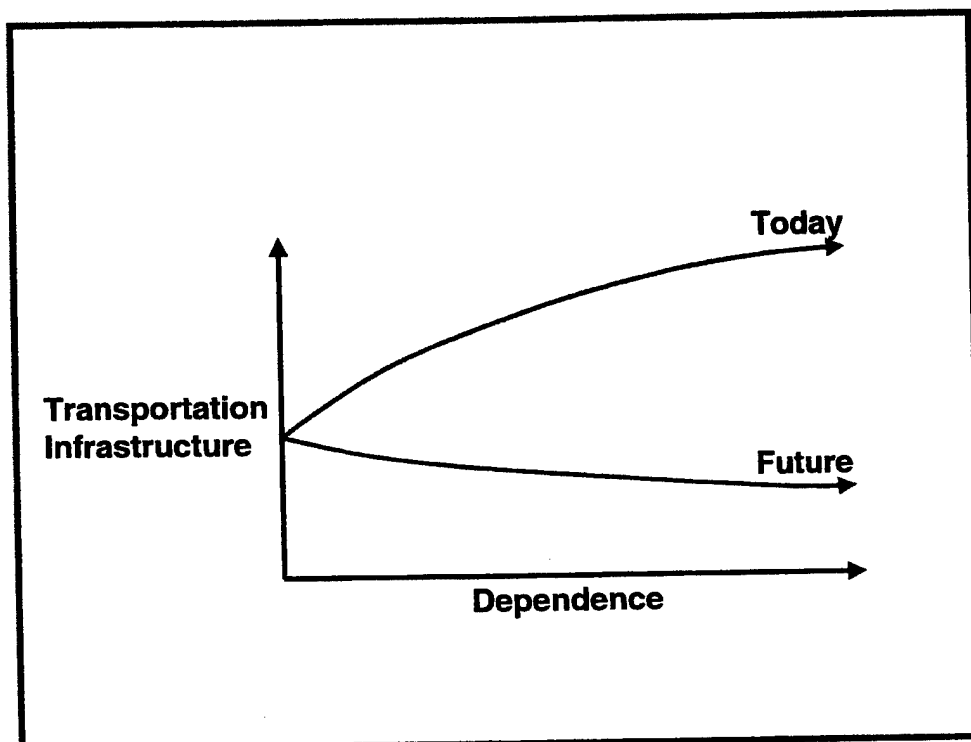 Today
Transportation
Infrastructure
Future
Dependence